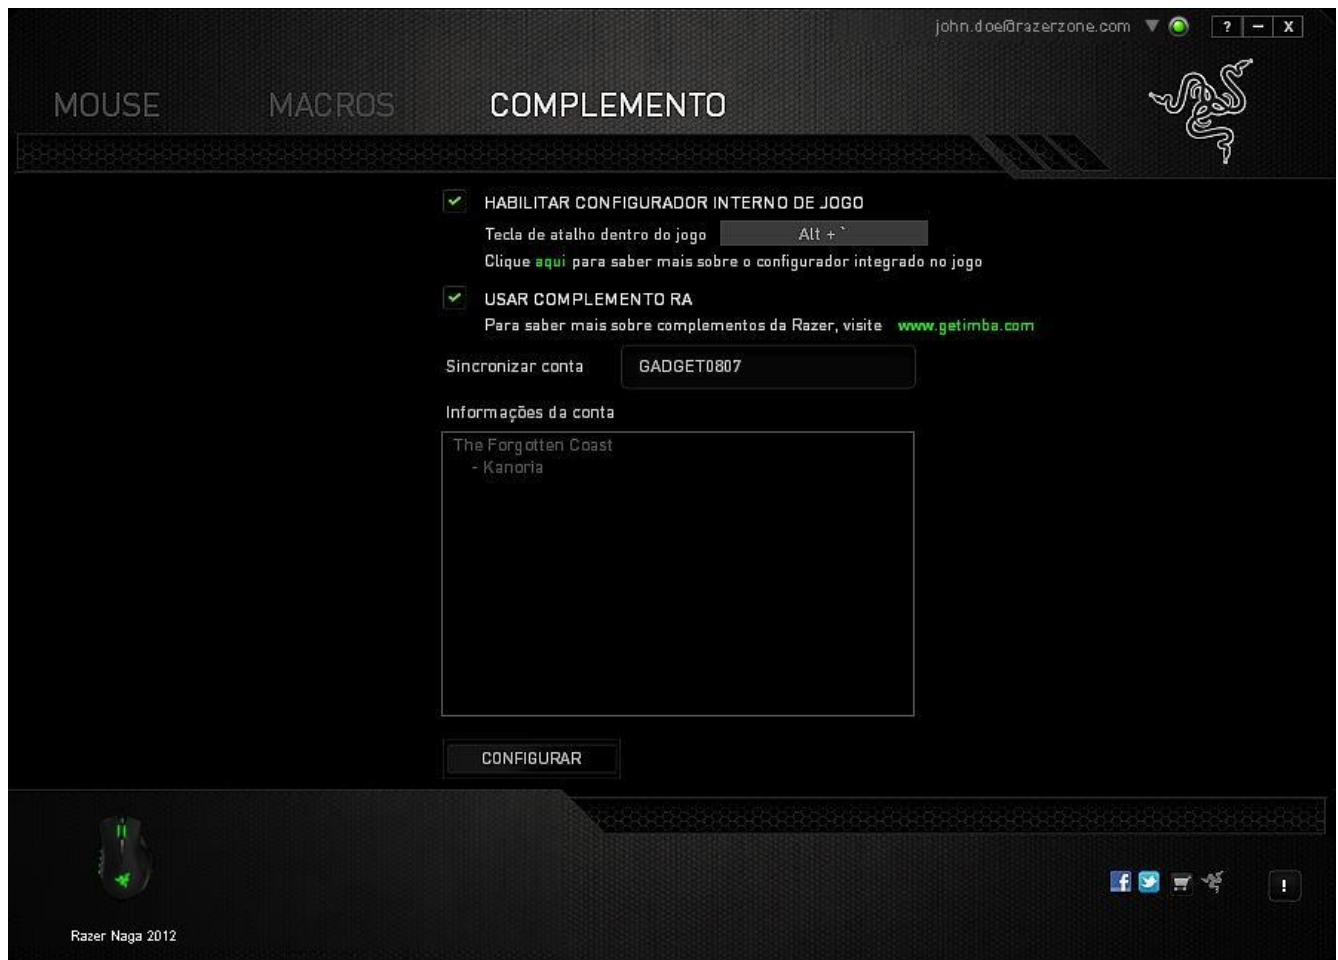 john.doe@razerzone.com ? – X
MOUSE MACROS COMPLEMENTO
HABILITAR CONFIGURADOR INTERNO DE JOGO
Tecla de atalho dentro do jogo Alt + `
Clique aqui para saber mais sobre o configurador integrado no jogo
USAR COMPLEMENTO RA
Para saber mais sobre complementos da Razer, visite www.getimba.com
Sincronizar conta GADGET0807
Informações da conta
The Forgotten Coast
- Kanoria
CONFIGURAR
f !
Razer Naga 2012